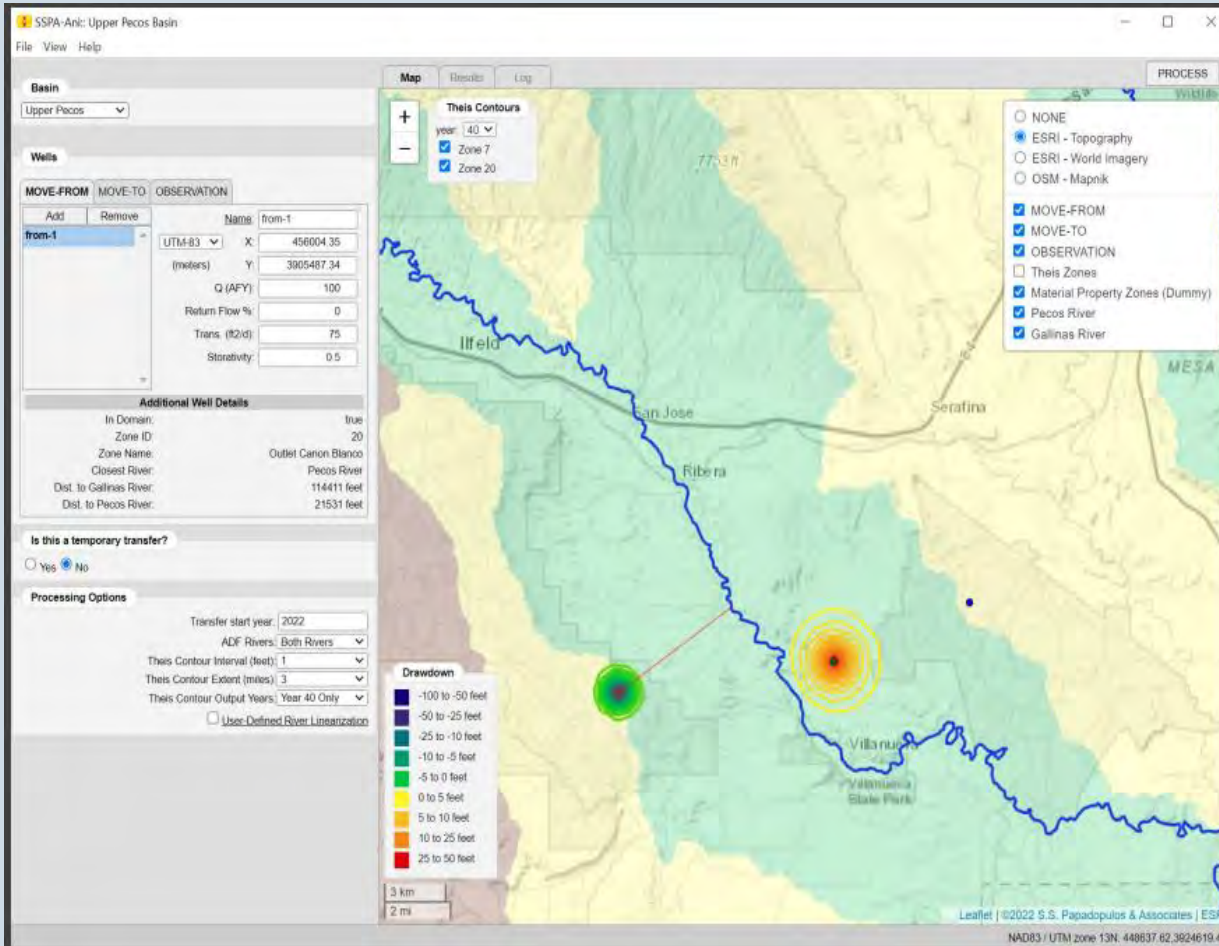 SSPA-Ani:: Upper Pecos Basin
File View Help
Basin
Upper Pecos
Wells
MOVE-FROM MOVE-TO OBSERVATION
Add Remove
from-1
Name: from-1
UTM-83 X: 456004.35
(meters) Y: 3905487.34
Q (AFY): 100
Return Flow %: 0
Trans. (ft2/d): 75
Storativity: 0.5
Additional Well Details
In Domain: true
Zone ID: 20
Zone Name: Outlet Canon Blanco
Closest River: Pecos River
Dist. to Gallinas River: 114411 feet
Dist. to Pecos River: 21531 feet
Is this a temporary transfer?
Yes No
Processing Options
Transfer start year: 2022
ADF Rivers: Both Rivers
Theis Contour Interval (feet): 1
Theis Contour Extent (miles): 3
Theis Contour Output Years: Year 40 Only
User-Defined River Linearization
Map Results Log
PROCESS
+
−
Theis Contours
year: 40
Zone 7
Zone 20
NONE
ESRI - Topography
ESRI - World Imagery
OSM - Mapnik
MOVE-FROM
MOVE-TO
OBSERVATION
Theis Zones
Material Property Zones (Dummy)
Pecos River
Gallinas River
7753 ft
MESA
84
Ilfeld
San Jose
Serafina
Ribera
Villanueva
Villanueva
State Park
Drawdown
-100 to -50 feet
-50 to -25 feet
-25 to -10 feet
-10 to -5 feet
-5 to 0 feet
0 to 5 feet
5 to 10 feet
10 to 25 feet
25 to 50 feet
3 km
2 mi
Leaflet | ©2022 S.S. Papadopulos & Associates | ESR
NAD83 / UTM zone 13N: 448637.62,3924619.4